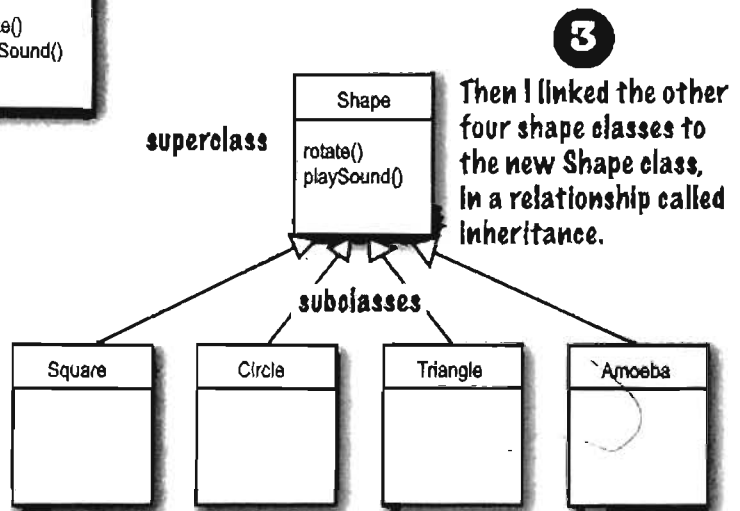 Sound()
3
Then I linked the other
four shape classes to
the new Shape class,
in a relationship called
inheritance.
superclass
Shape
rotate()
playSound()
subclasses
Square
Circle
Triangle
Amoeba